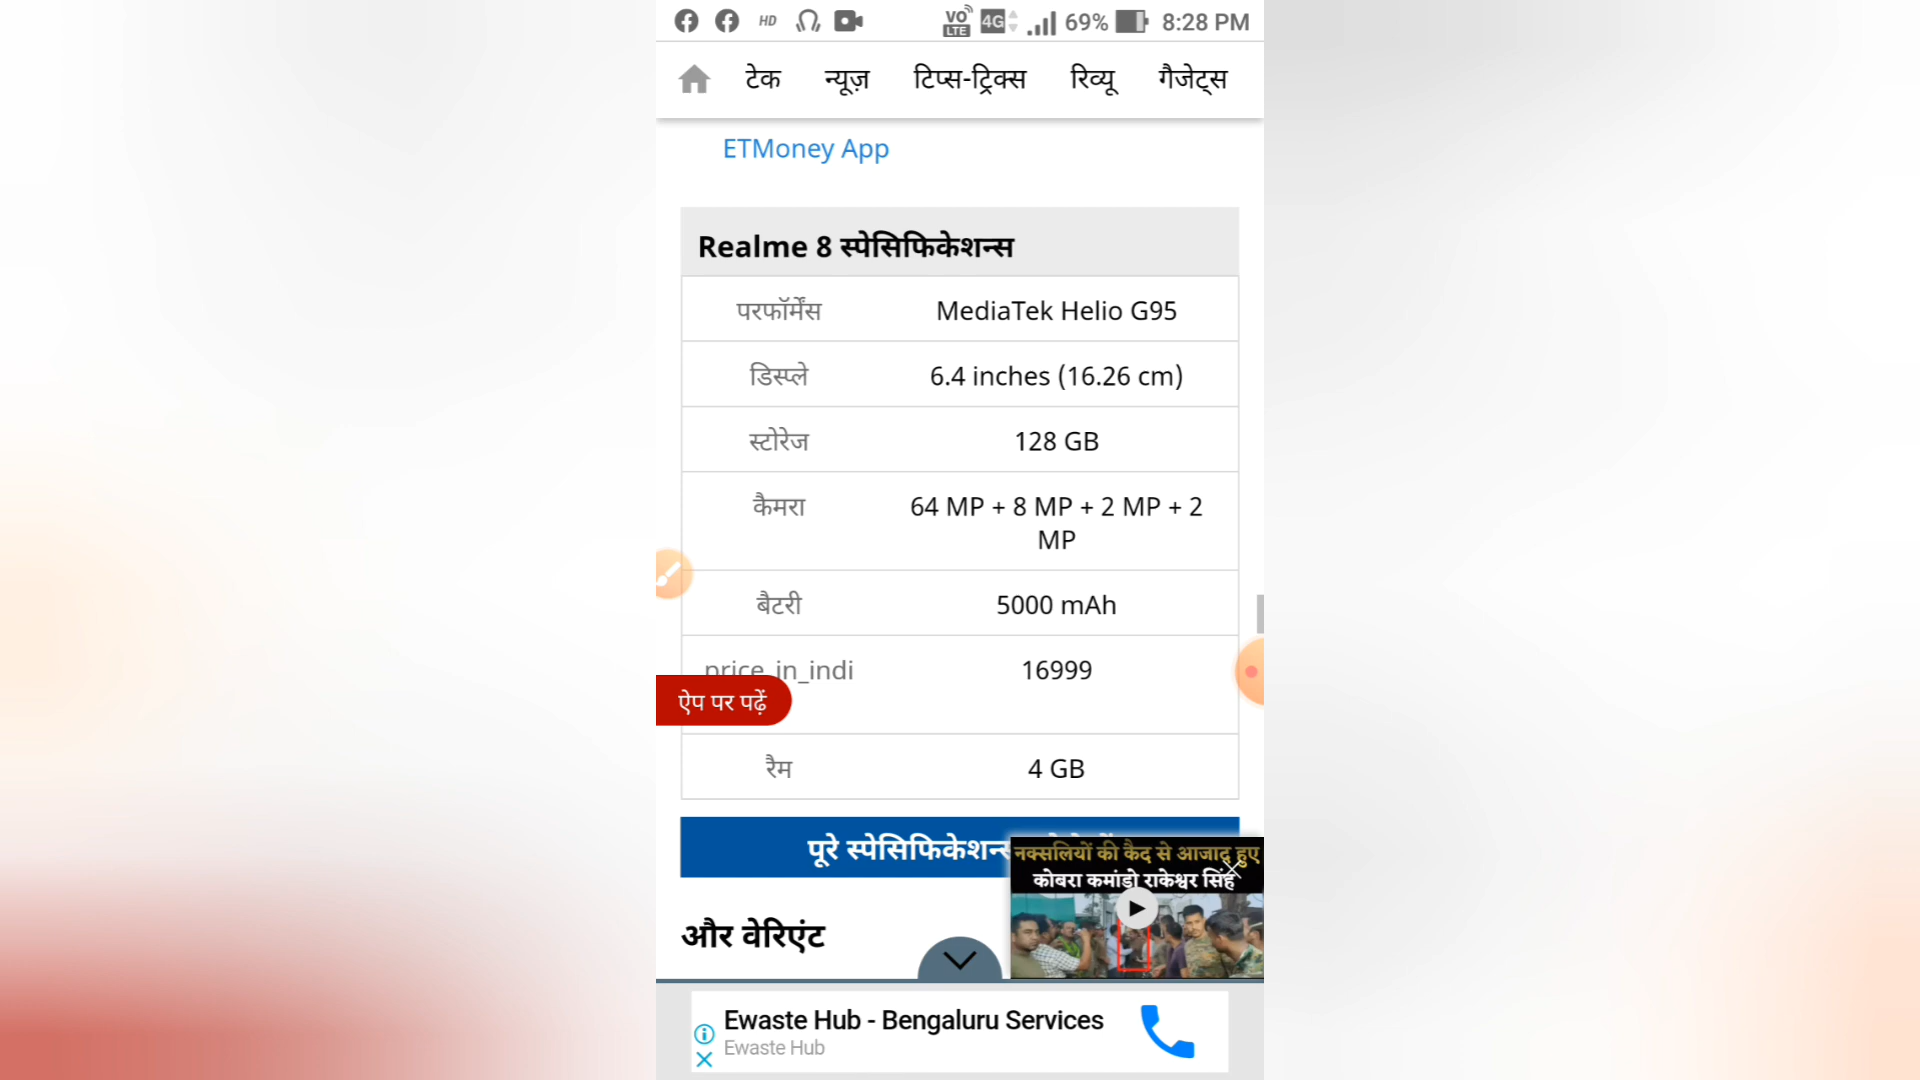 HD VO LTE 4G 69% 8:28 PM
टेक न्यूज़ टिप्स-ट्रिक्स रिव्यू गैजेट्स
ETMoney App
Realme 8 स्पेसिफिकेशन्स
परफॉर्मेंस MediaTek Helio G95
डिस्प्ले 6.4 inches (16.26 cm)
स्टोरेज 128 GB
कैमरा 64 MP + 8 MP + 2 MP + 2
MP
बैटरी 5000 mAh
price_in_indi 16999
ऐप पर पढ़ें
रैम 4 GB
पूरे स्पेसिफिकेशन्स
नक्सलियों की कैद से आजाद हुए
कोबरा कमांडो राकेश्वर सिंह
और वेरिएंट
Ewaste Hub - Bengaluru Services
Ewaste Hub